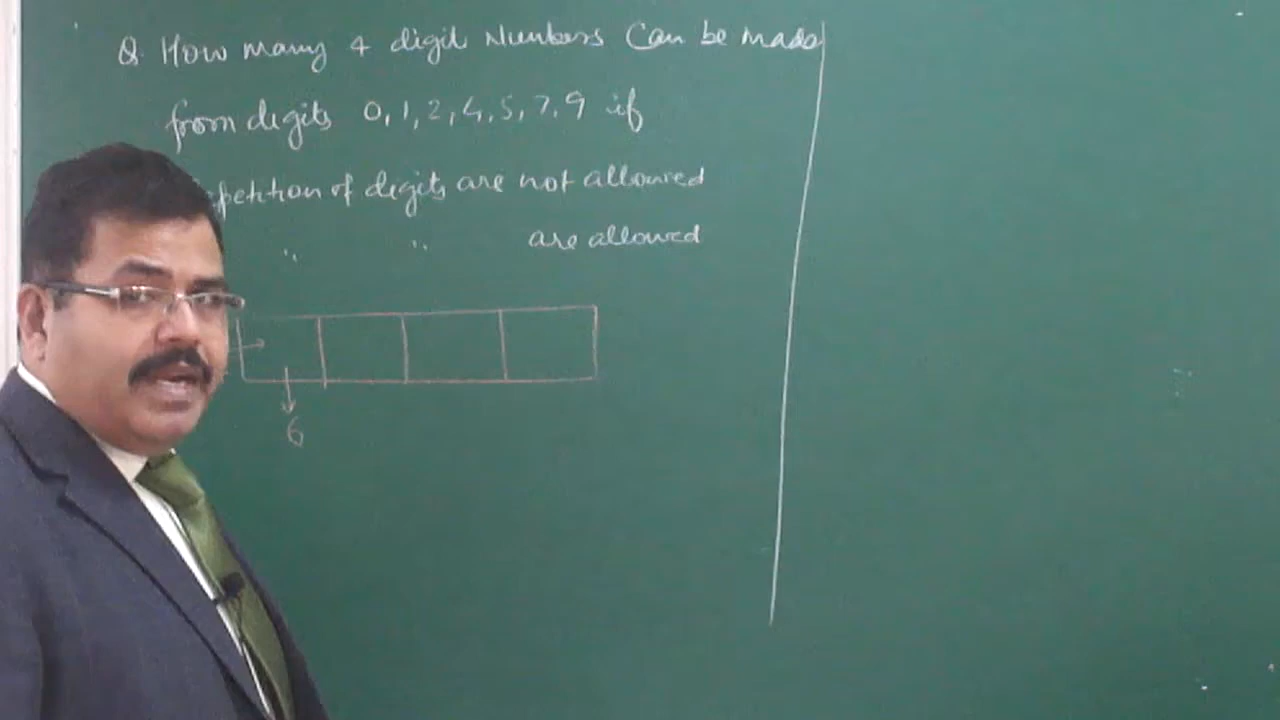 Q. How many 4 digit Numbers Can be made
from digits 0, 1, 2, 4, 5, 7, 9 if
petition of digits are not allowed
" " are allowed
6